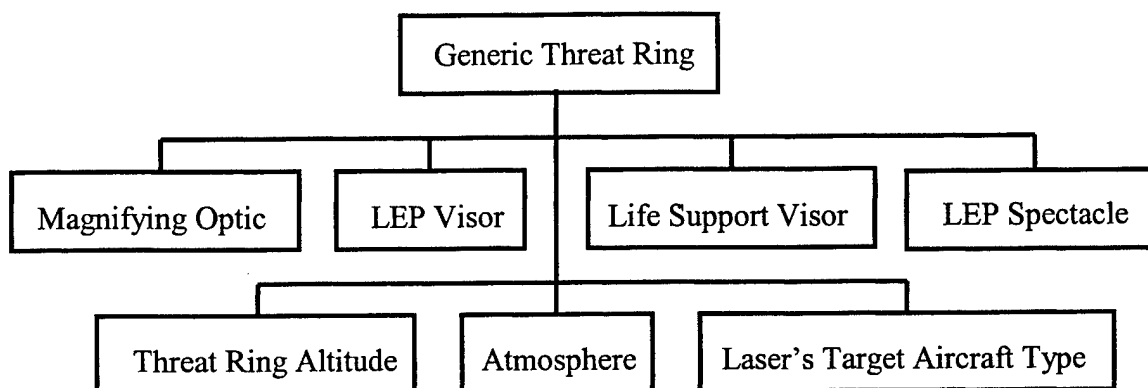 Generic Threat Ring
Magnifying Optic
LEP Visor
Life Support Visor
LEP Spectacle
Threat Ring Altitude
Atmosphere
Laser's Target Aircraft Type